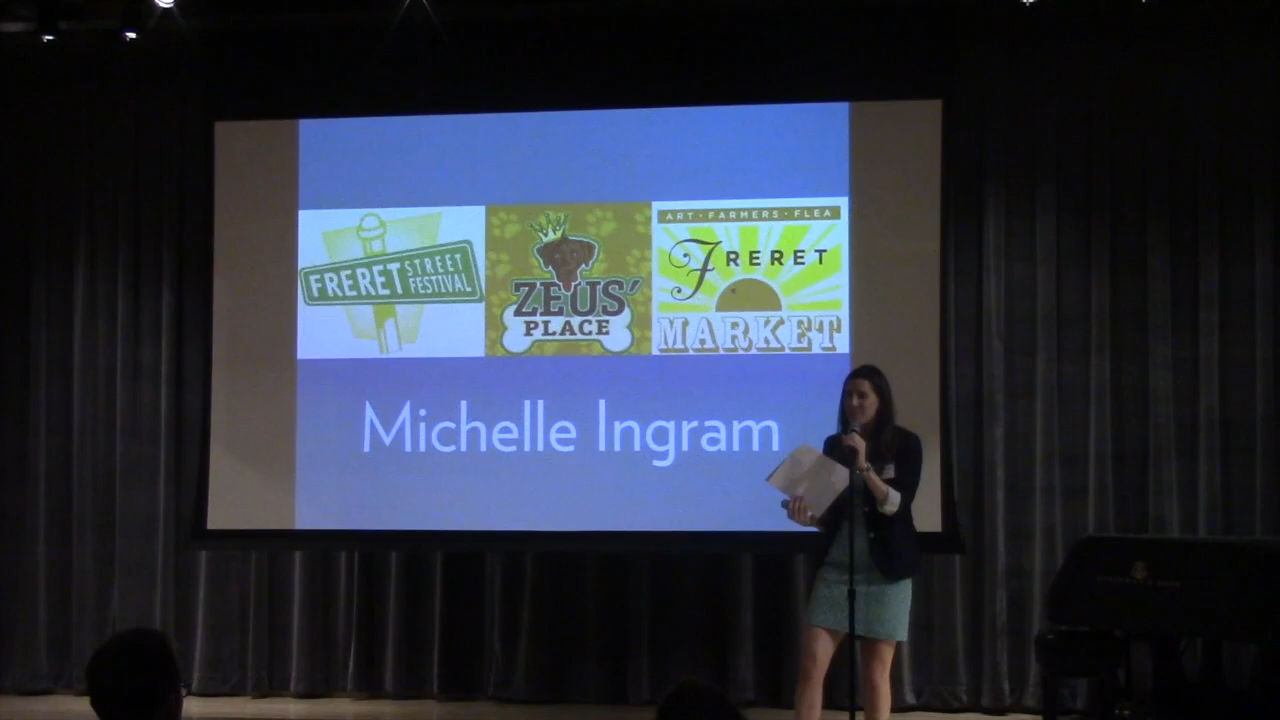 FRERET STREET FESTIVAL
ZEUS'
PLACE
ART · FARMERS · FLEA
FRERET
MARKET
Michelle Ingram